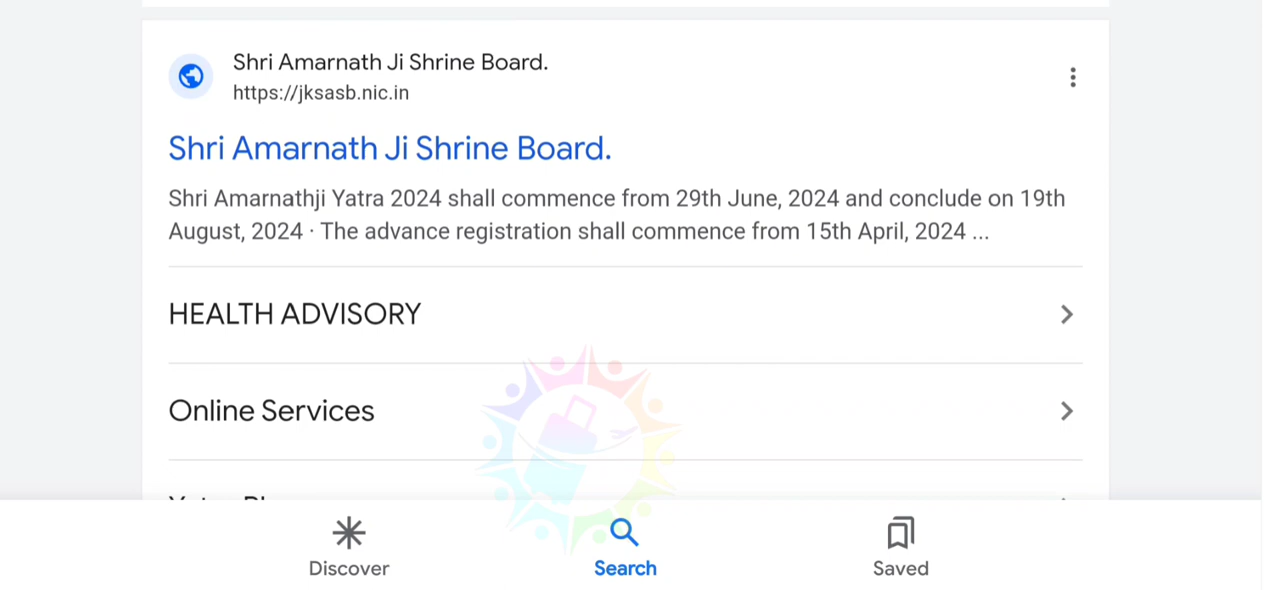 Shri Amarnath Ji Shrine Board.
https://jksasb.nic.in
Shri Amarnath Ji Shrine Board.
Shri Amarnathji Yatra 2024 shall commence from 29th June, 2024 and conclude on 19th
August, 2024 · The advance registration shall commence from 15th April, 2024 ...
HEALTH ADVISORY
Online Services
Discover
Search
Saved